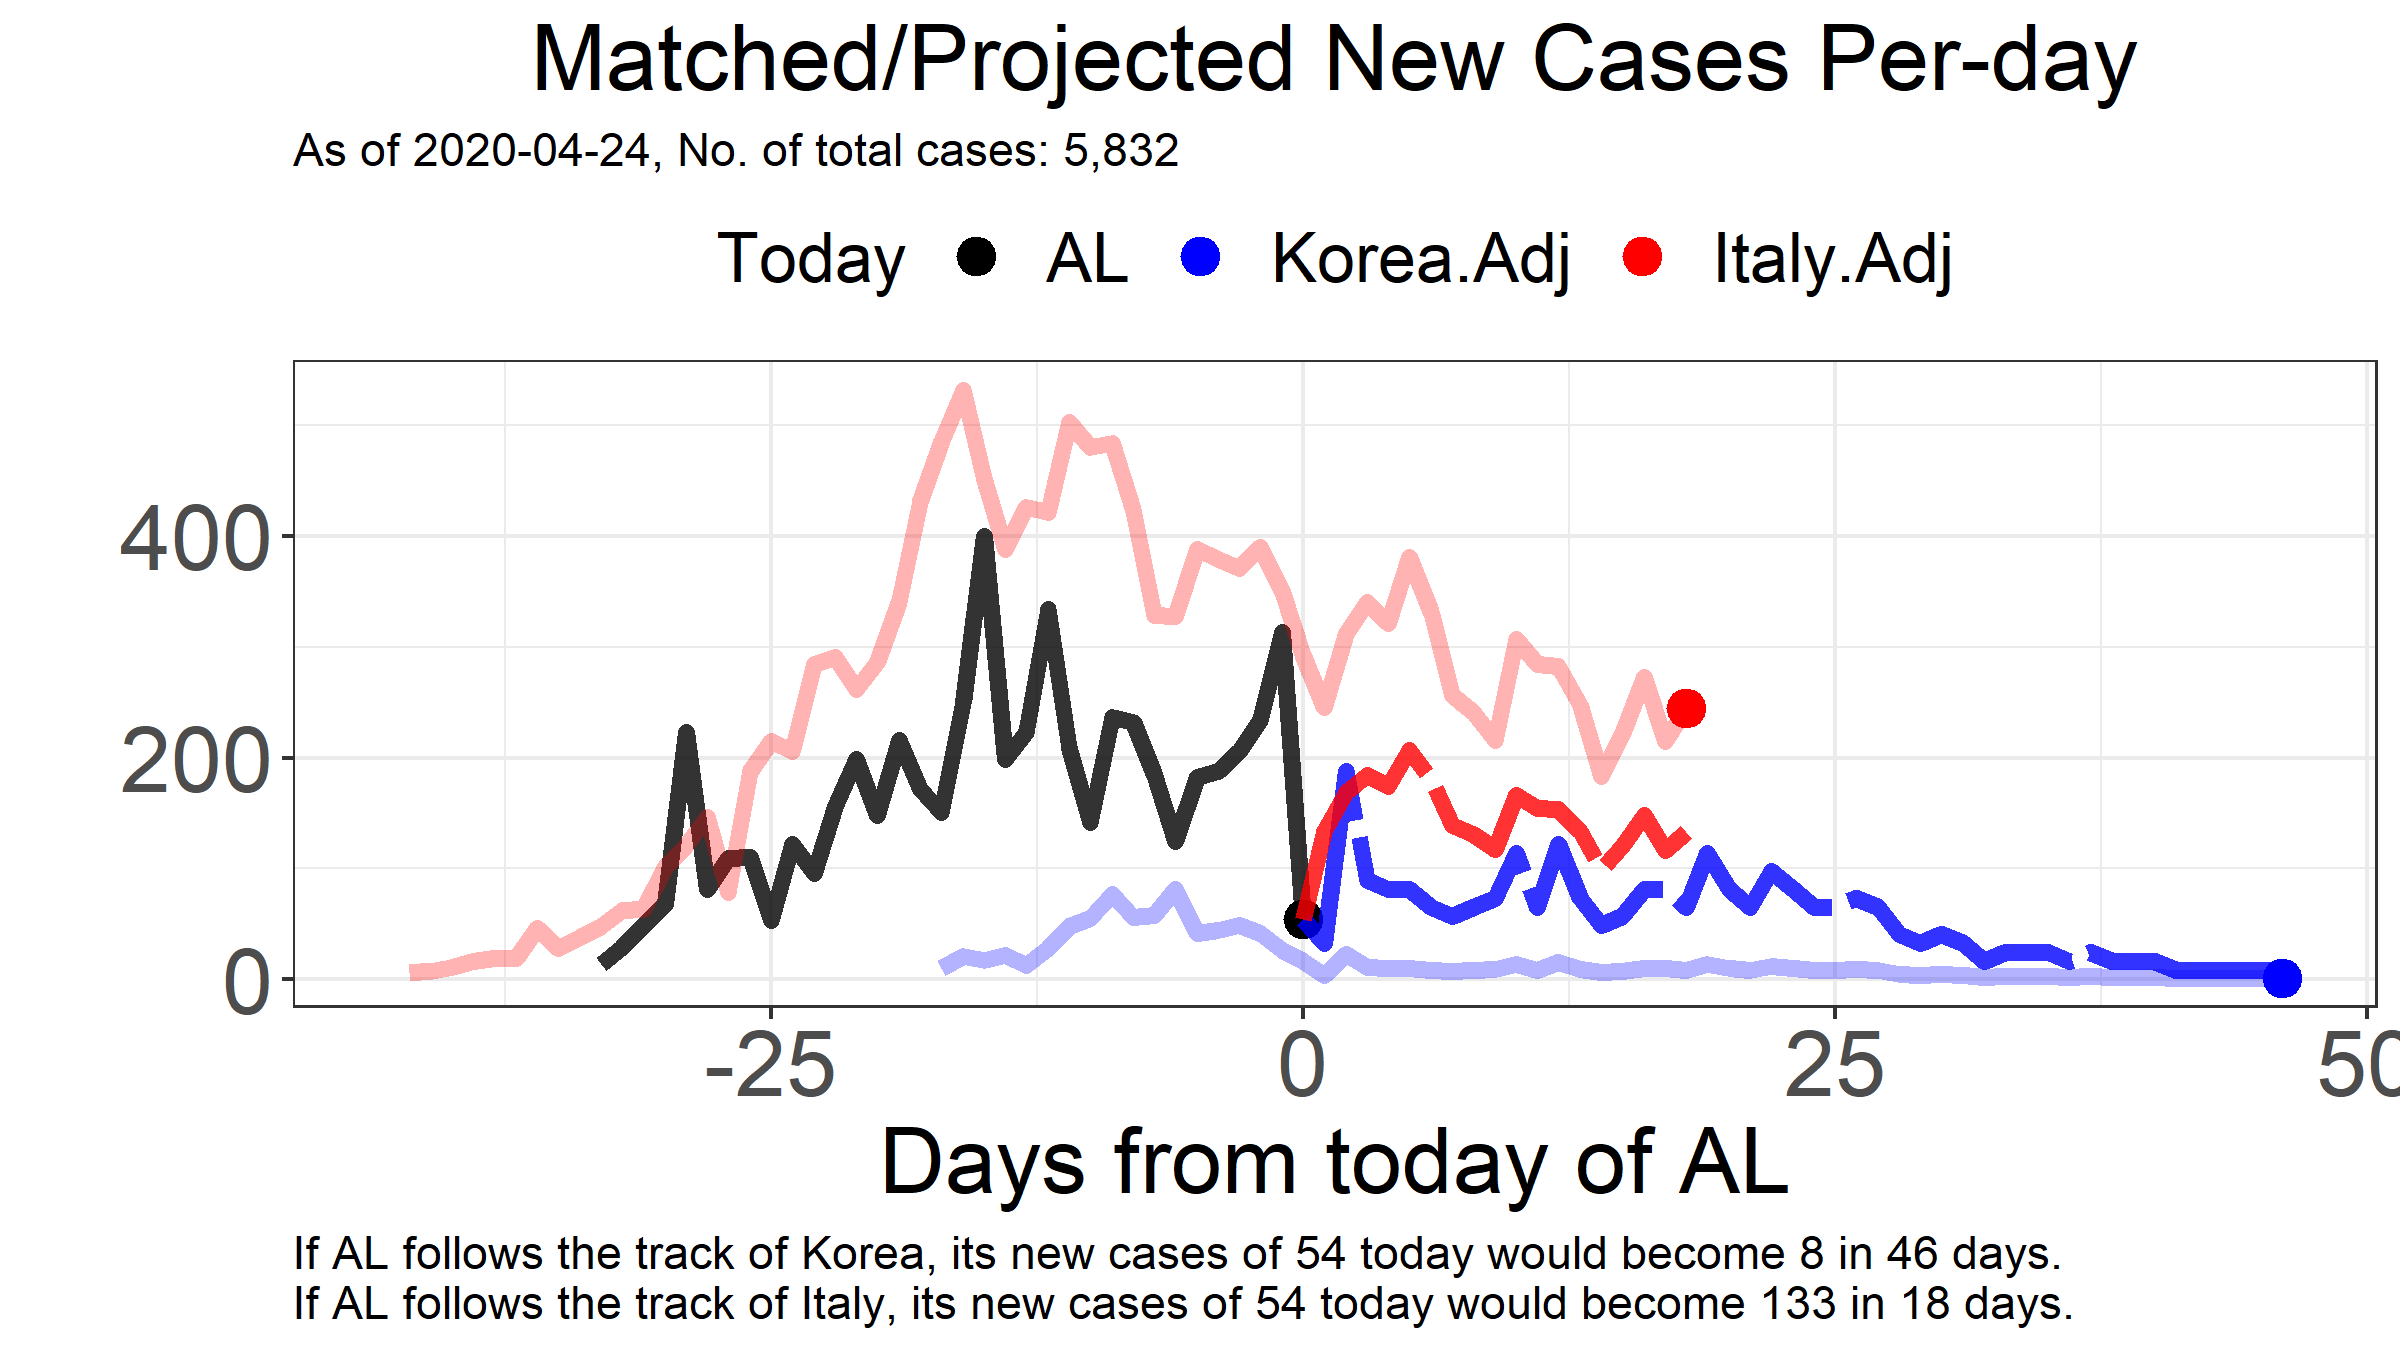 Matched/Projected New Cases Per-day
As of 2020-04-24, No. of total cases: 5,832
Today AL Korea.Adj Italy.Adj
400
200
0
-25 0 25 50
Days from today of AL
If AL follows the track of Korea, its new cases of 54 today would become 8 in 46 days.
If AL follows the track of Italy, its new cases of 54 today would become 133 in 18 days.